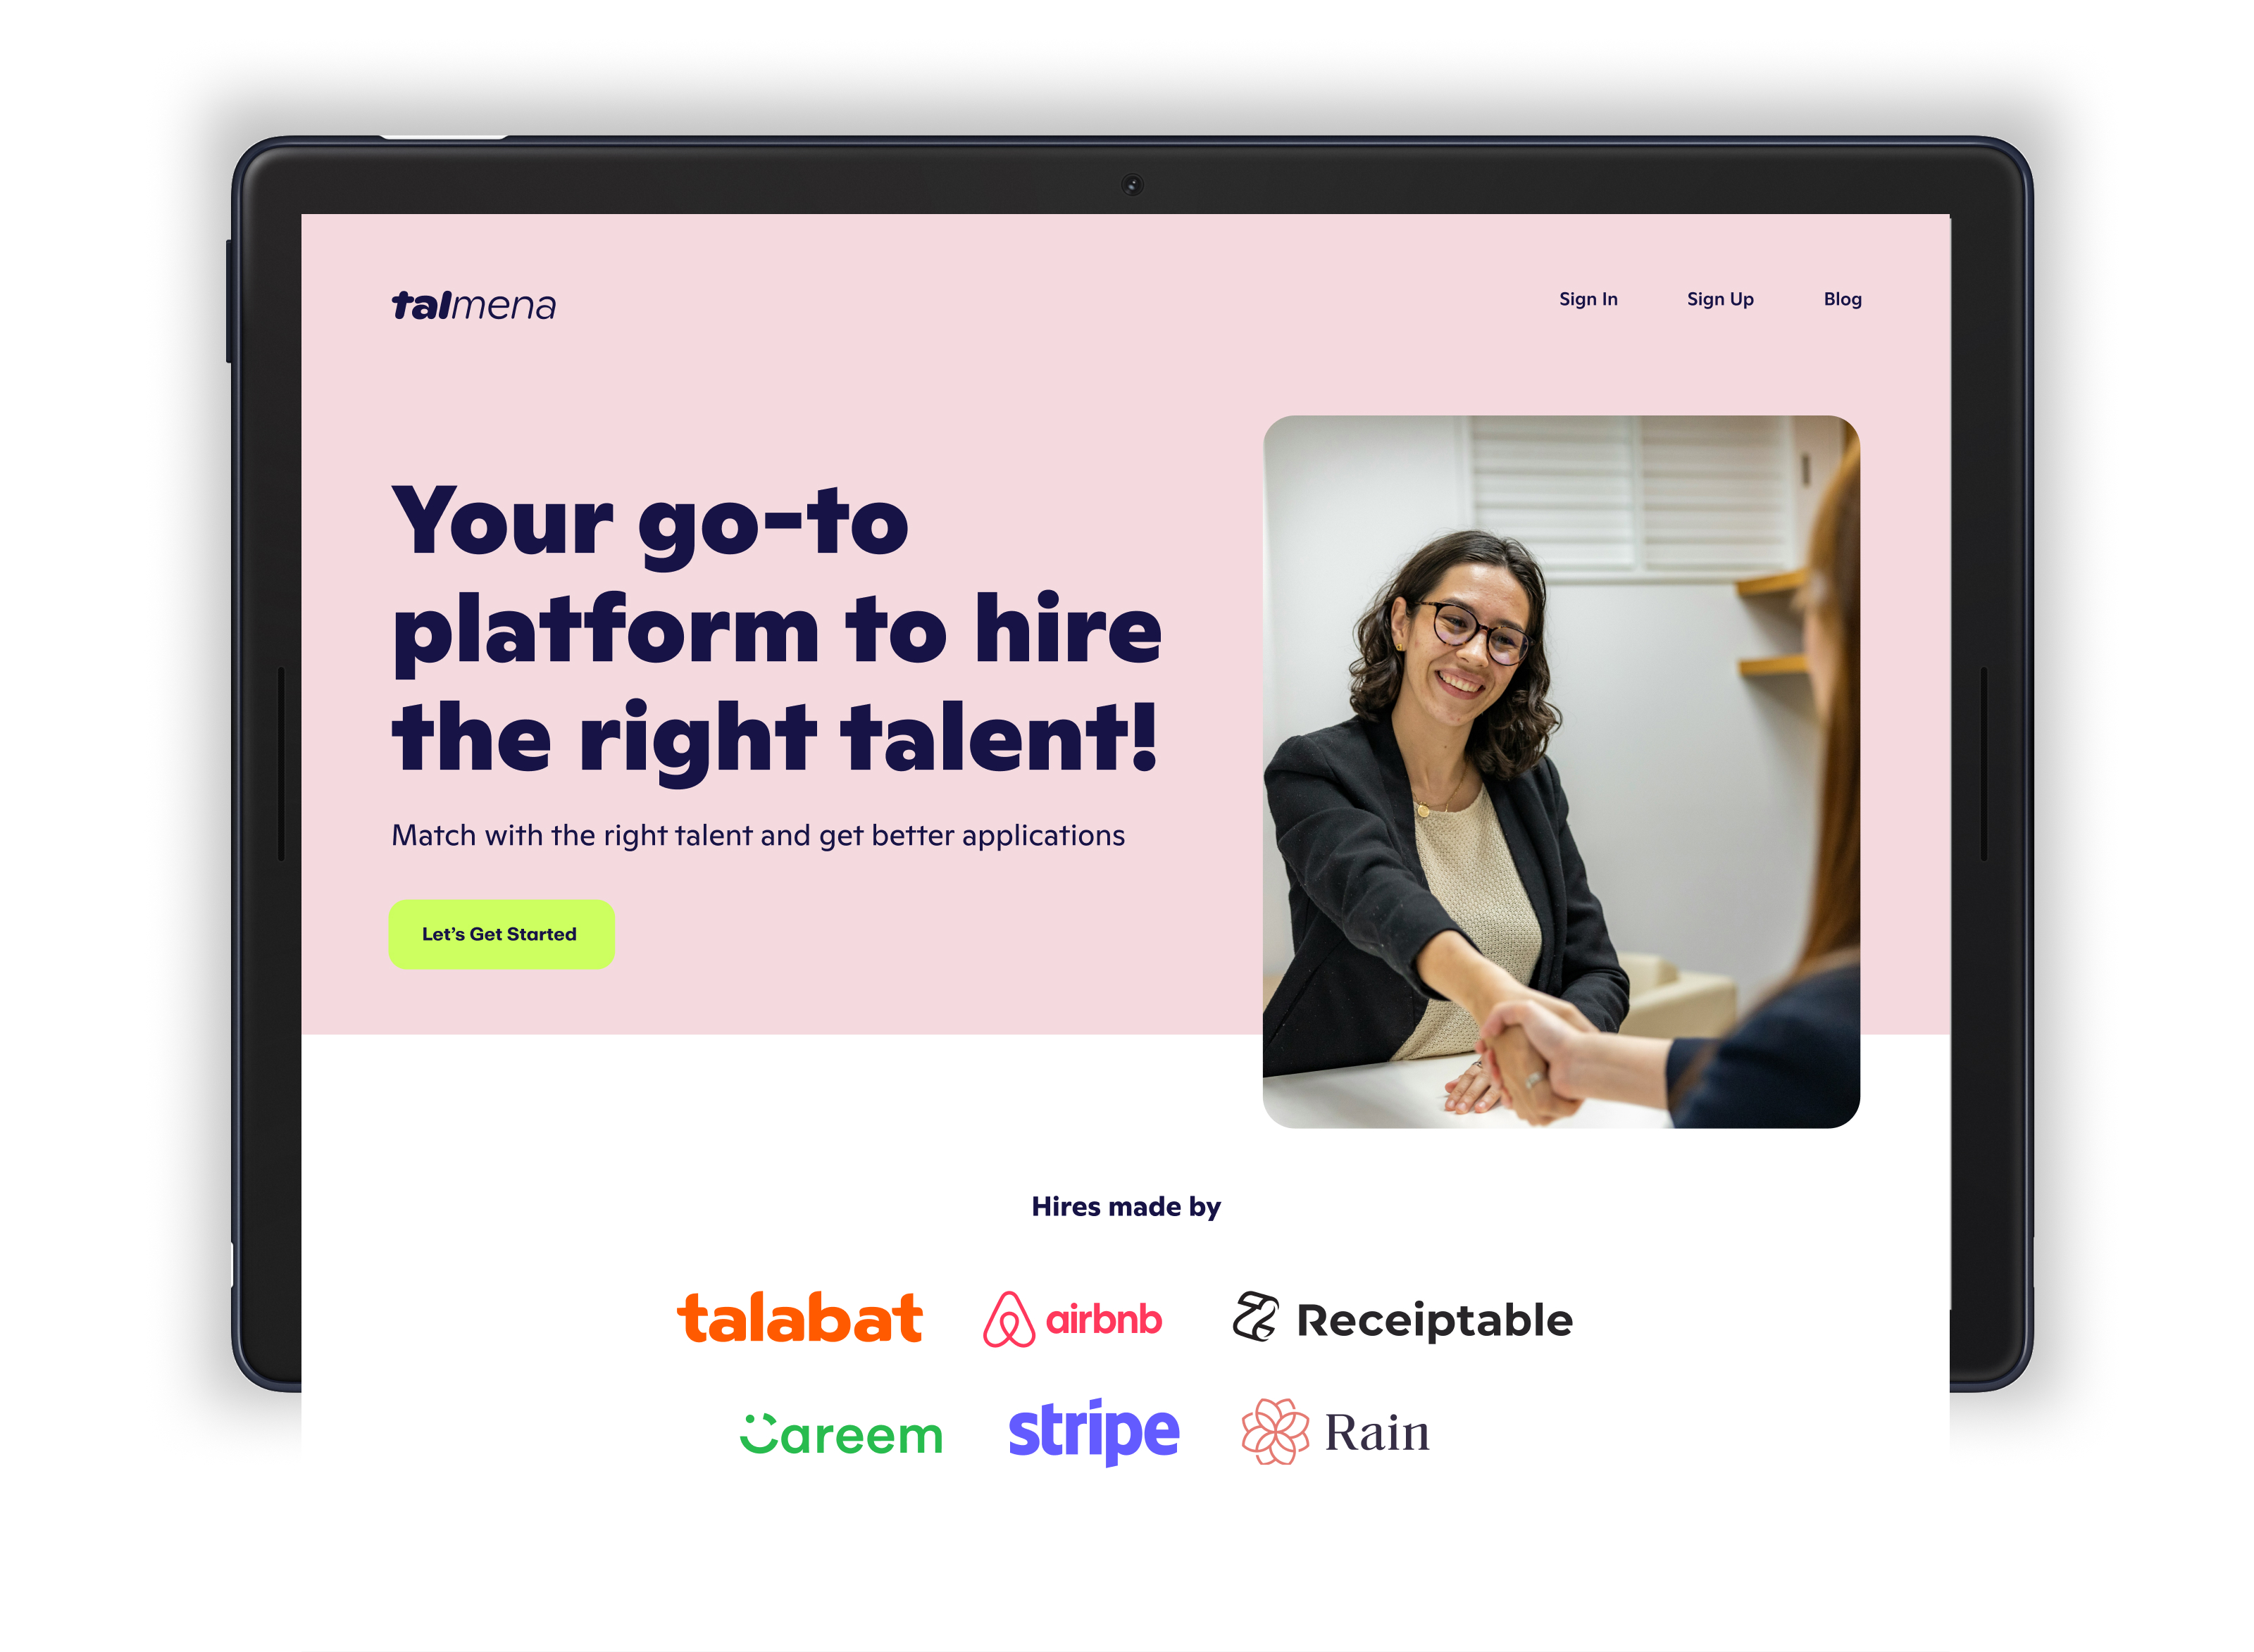 talmena
Sign In
Sign Up
Blog
Your go-to
platform to hire
the right talent!
Match with the right talent and get better applications
Let's Get Started
Hires made by
talabat
airbnb
Receiptable
Careem
stripe
Rain